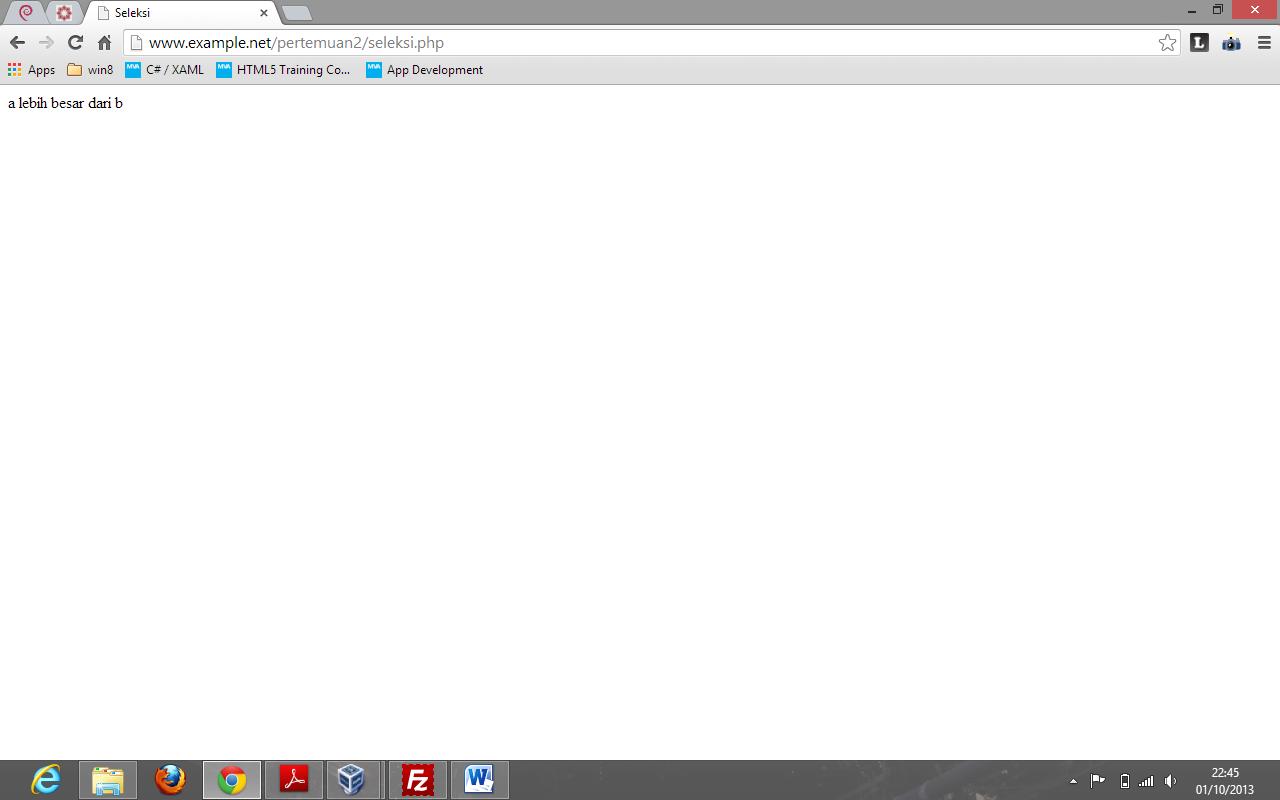 Seleksi
www.example.net/pertemuan2/seleksi.php
Apps win8 C# / XAML HTML5 Training Co... App Development
a lebih besar dari b
22:45
01/10/2013